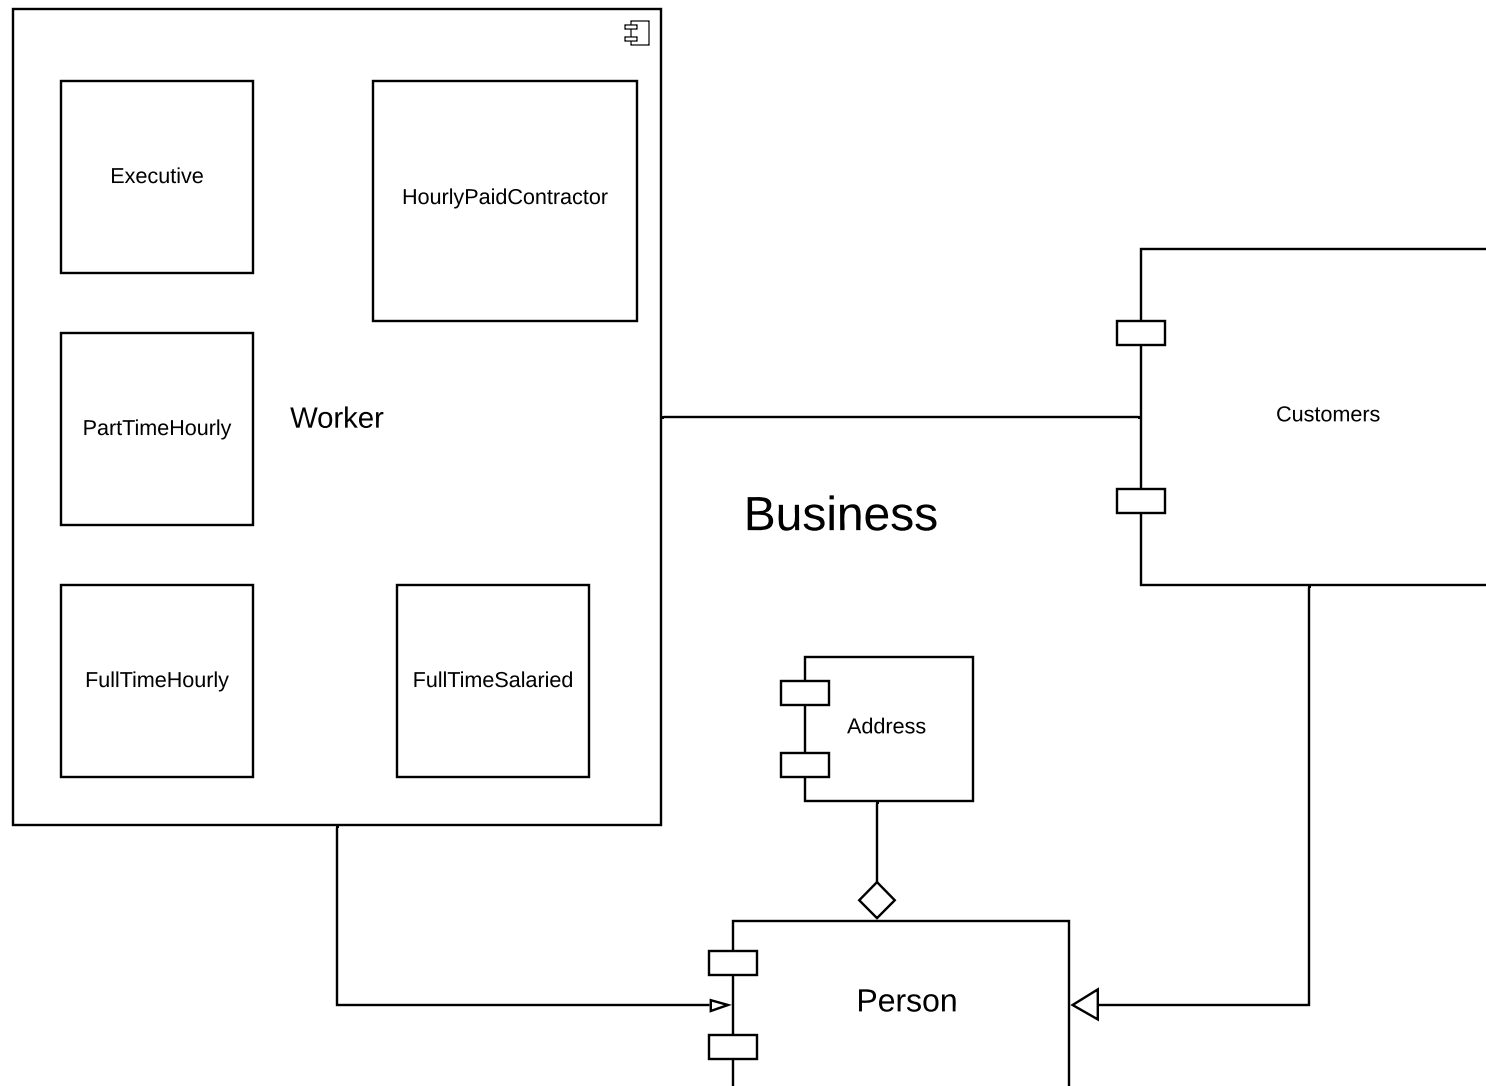 Executive
HourlyPaidContractor
PartTimeHourly
Worker
Customers
Business
FullTimeHourly
FullTimeSalaried
Address
Person